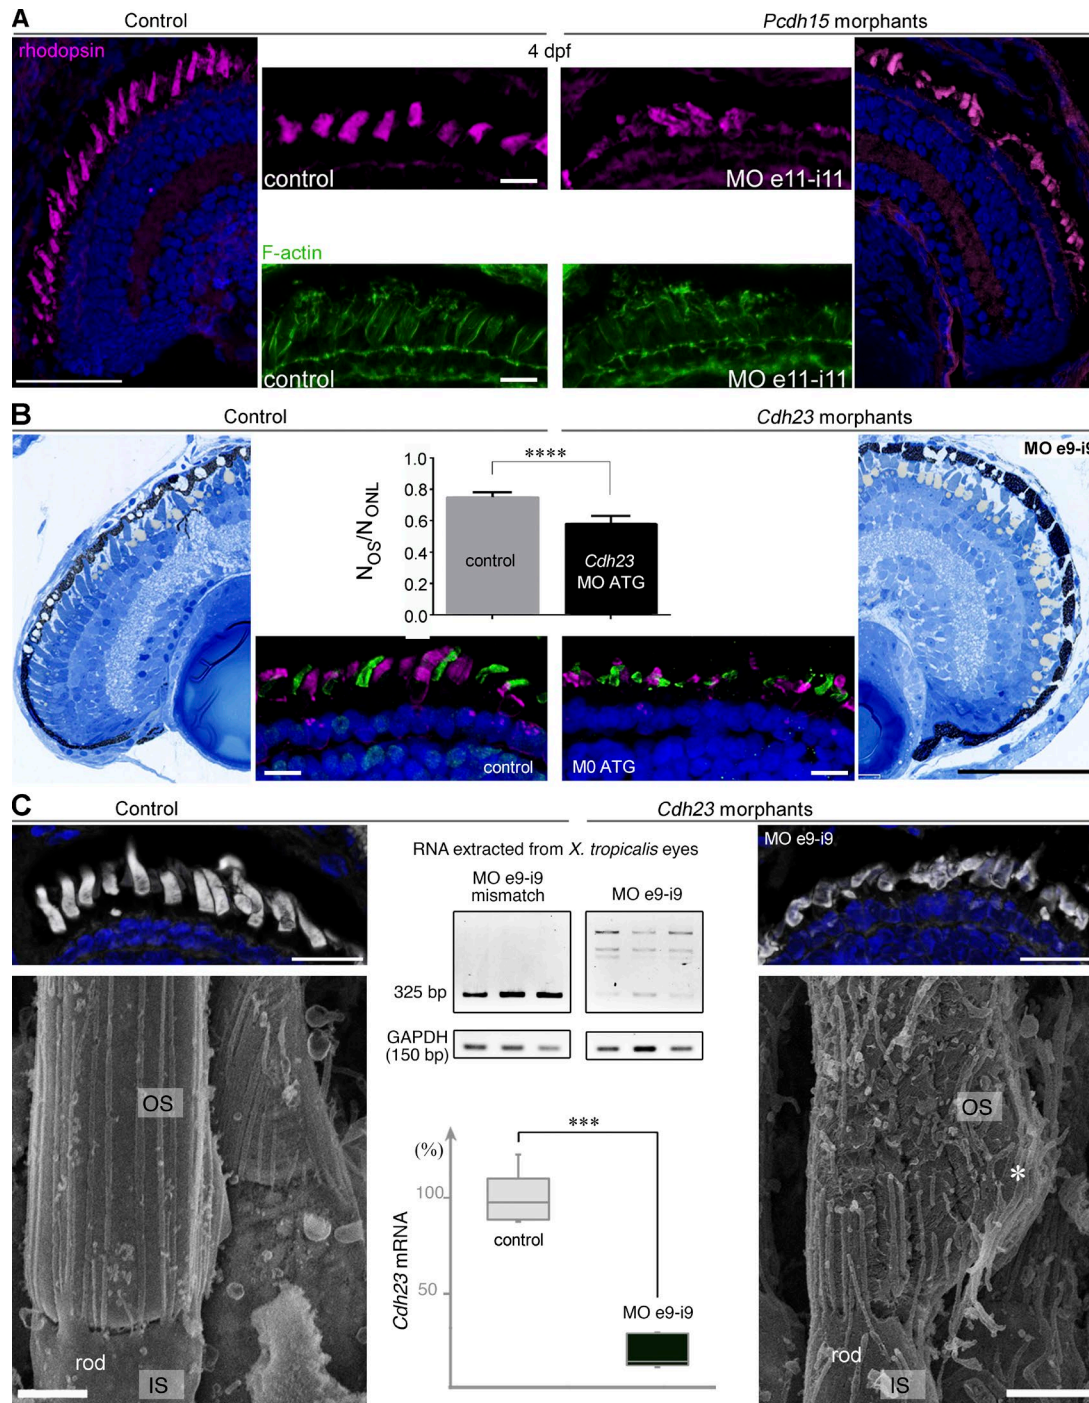 A
Control
Pcdh15 morphants
rhodopsin
4 dpf
control
MO e11-i11
F-actin
control
MO e11-i11
B
Control
Cdh23 morphants
MO e9-i9
****
1.0
0.8
0.6
0.4
0.2
0.0
NOS/NONL
control
Cdh23
MO ATG
control
M0 ATG
C
Control
Cdh23 morphants
MO e9-i9
RNA extracted from X. tropicalis eyes
MO e9-i9
mismatch
MO e9-i9
325 bp
GAPDH
(150 bp)
OS
rod
IS
***
(%)
100
50
Cdh23 mRNA
control
MO e9-i9
OS
*
rod
IS